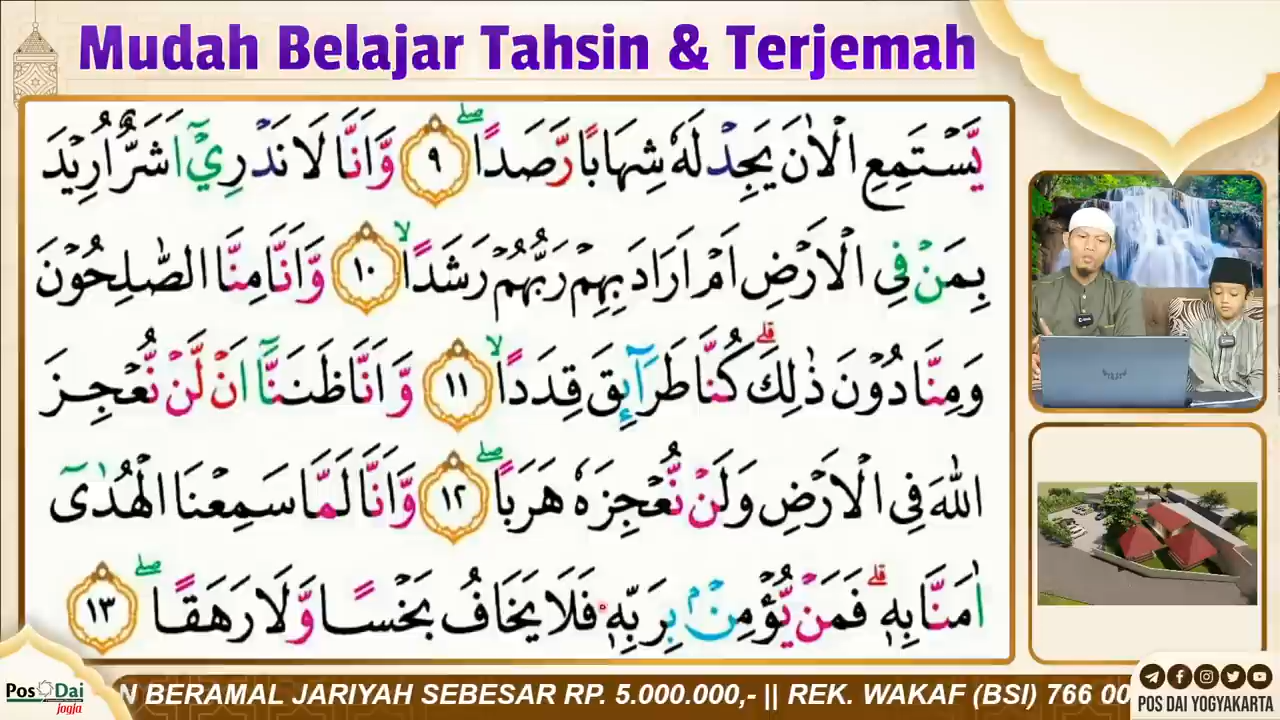 Mudah Belajar Tahsin & Terjemah
يَّسْتَمِعِ الْاٰنَ يَجِدْ لَهٗ شِهَابًا رَّصَدًاۖ ٩ وَّاَنَّا لَا نَدْرِيْٓ اَشَرٌّ اُرِيْدَ
بِمَنْ فِى الْاَرْضِ اَمْ اَرَادَ بِهِمْ رَبُّهُمْ رَشَدًاۙ ١٠ وَّاَنَّا مِنَّا الصّٰلِحُوْنَ
وَمِنَّا دُوْنَ ذٰلِكَۗ كُنَّا طَرَاۤىِٕقَ قِدَدًاۙ ١١ وَّاَنَّا ظَنَنَّآ اَنْ لَّنْ نُّعْجِزَ
اللّٰهَ فِى الْاَرْضِ وَلَنْ نُّعْجِزَهٗ هَرَبًاۖ ١٢ وَّاَنَّا لَمَّا سَمِعْنَا الْهُدٰىٓ
اٰمَنَّا بِهٖۗ فَمَنْ يُّؤْمِنْۢ بِرَبِّهٖ فَلَا يَخَافُ بَخْسًا وَّلَا رَهَقًاۖ ١٣
Pos Dai
jogja
N BERAMAL JARIYAH SEBESAR RP. 5.000.000,- || REK. WAKAF (BSI) 766 00
POS DAI YOGYAKARTA